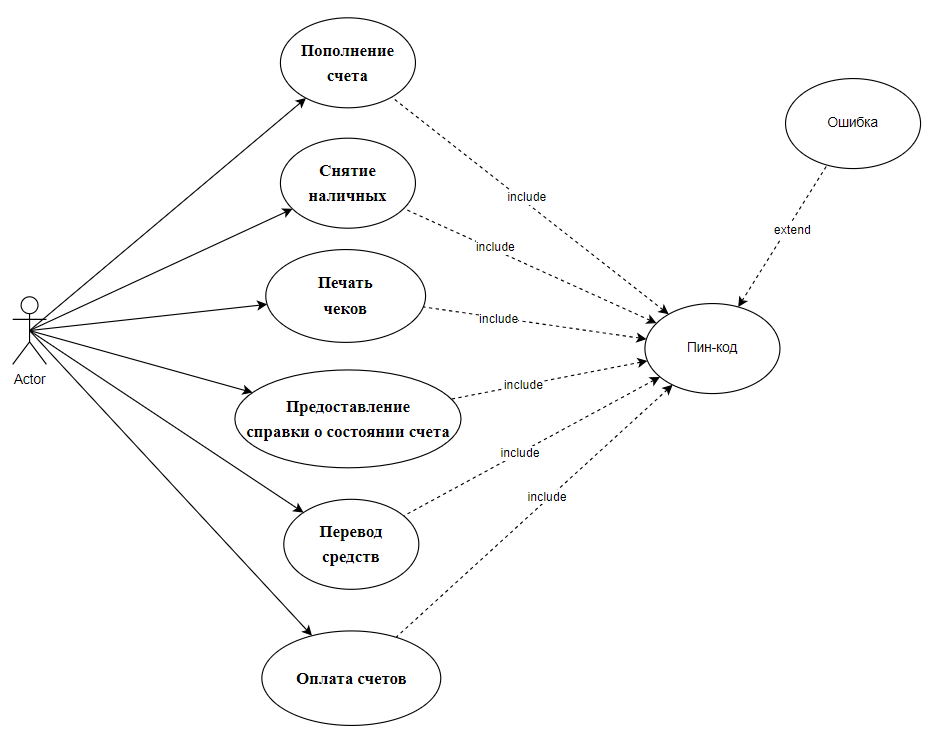 Пополнение
счета
Ошибка
Снятие
наличных
include
extend
include
Печать
чеков
include
Пин-код
Actor
include
Предоставление
справки о состоянии счета
include
Перевод
средств
include
Оплата счетов